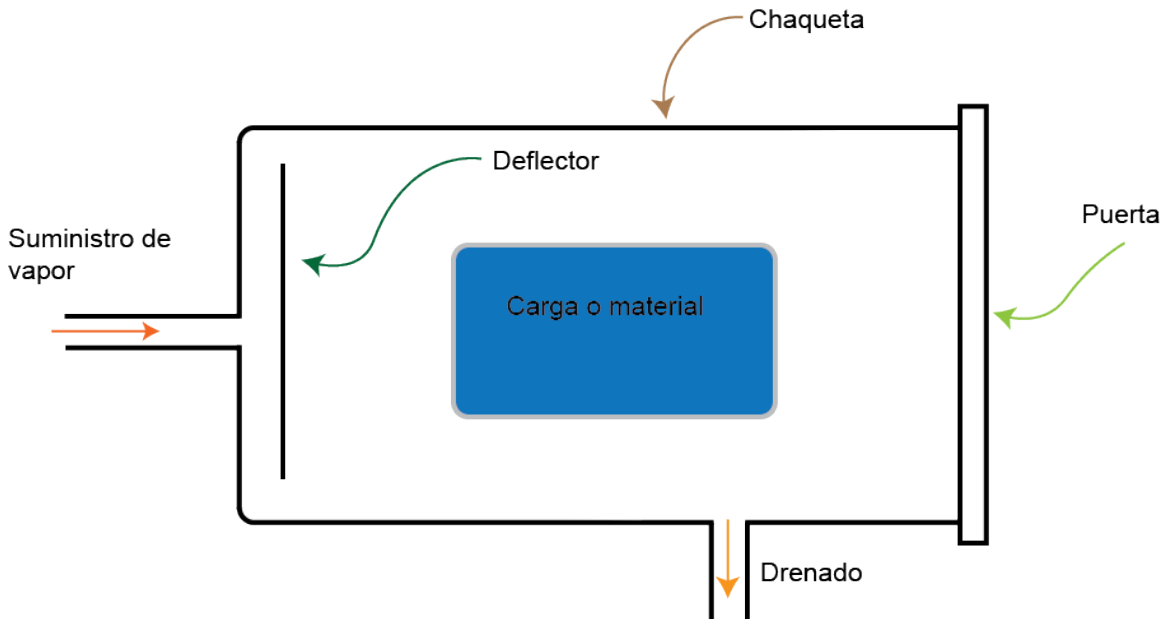 Chaqueta
Deflector
Puerta
Suministro de
vapor
Carga o material
Drenado